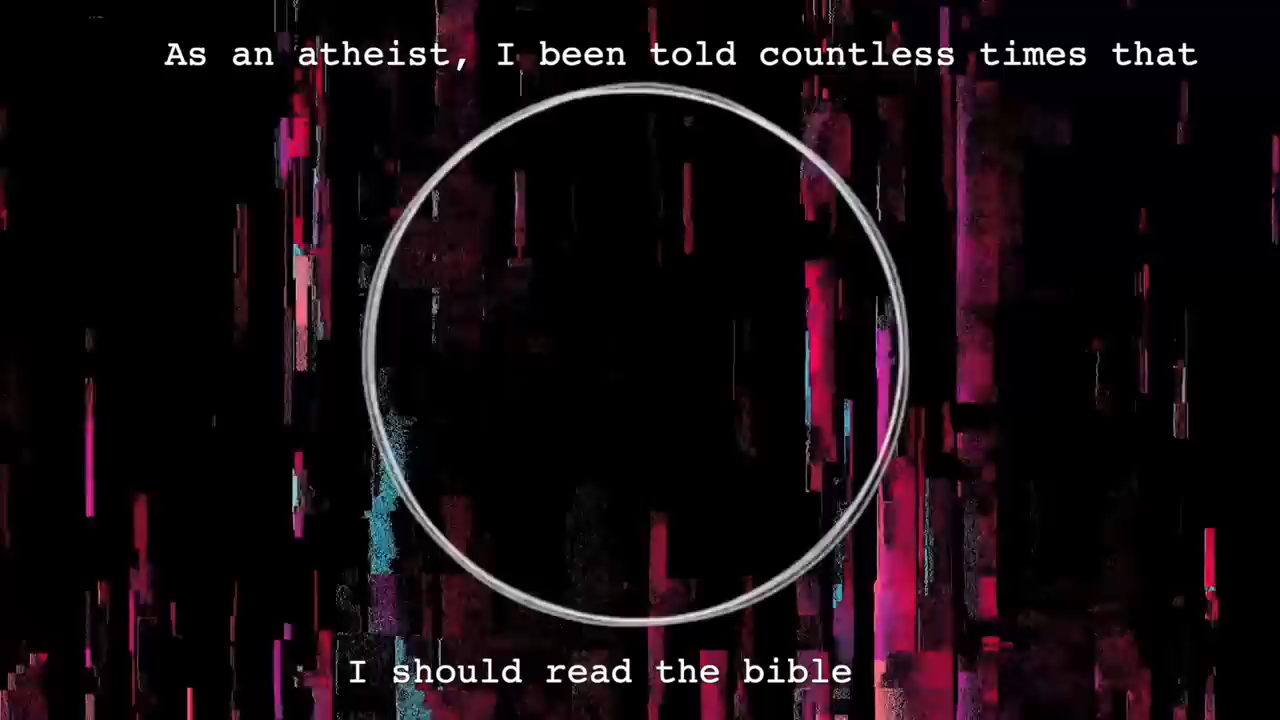 As an atheist, I been told countless times that
I should read the bible